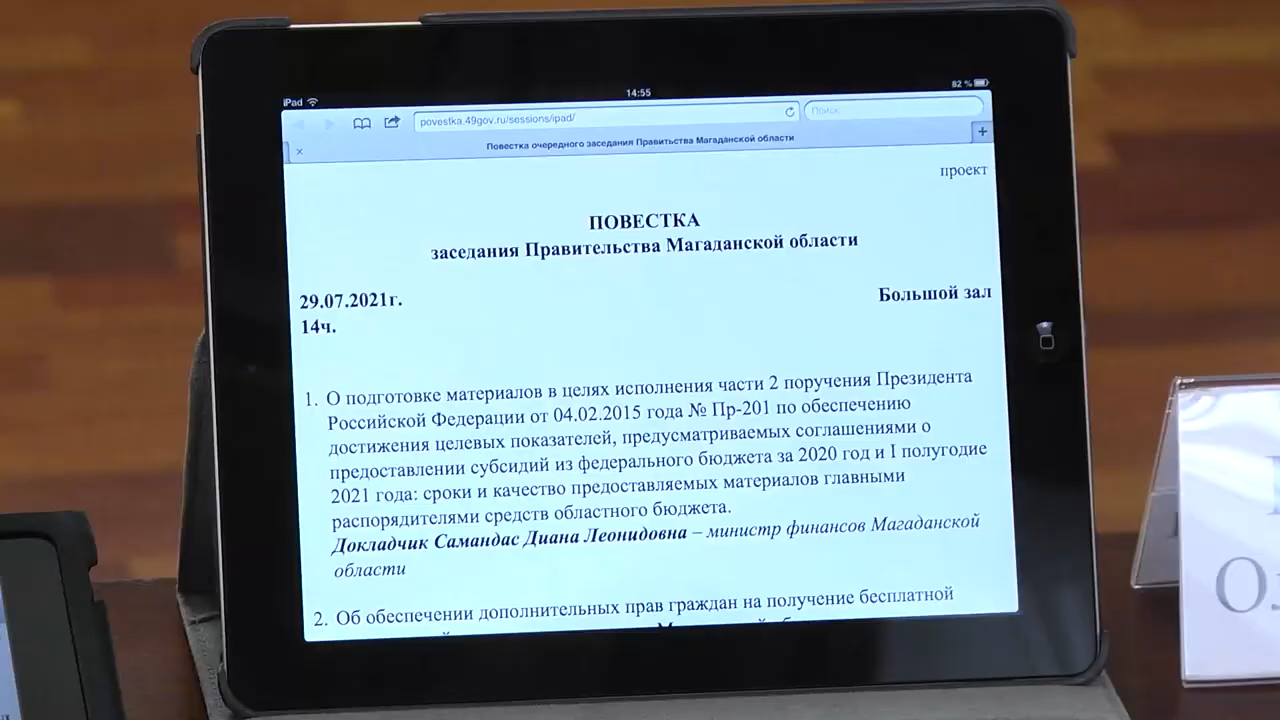 iPad 14:55 82 %
povestka.49gov.ru/sessions/ipad/ Поиск
Повестка очередного заседания Правительства Магаданской области
проект
ПОВЕСТКА
заседания Правительства Магаданской области
29.07.2021г. Большой зал
14ч.
1. О подготовке материалов в целях исполнения части 2 поручения Президента
Российской Федерации от 04.02.2015 года № Пр-201 по обеспечению
достижения целевых показателей, предусматриваемых соглашениями о
предоставлении субсидий из федерального бюджета за 2020 год и I полугодие
2021 года: сроки и качество предоставляемых материалов главными
распорядителями средств областного бюджета.
Докладчик Самандас Диана Леонидовна – министр финансов Магаданской
области
2. Об обеспечении дополнительных прав граждан на получение бесплатной